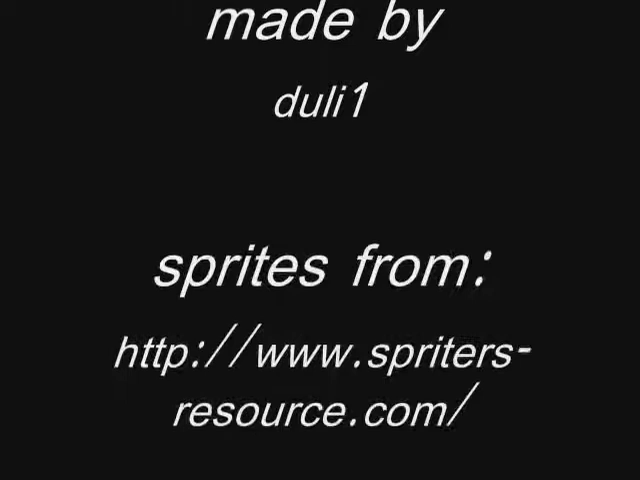 made by
duli1
sprites from:
http://www.spriters-
resource.com/